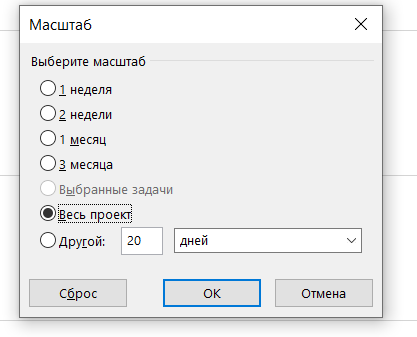 Масштаб
Выберите масштаб
1 неделя
2 недели
1 месяц
3 месяца
Выбранные задачи
Весь проект
Другой: 20 дней
Сброс ОК Отмена